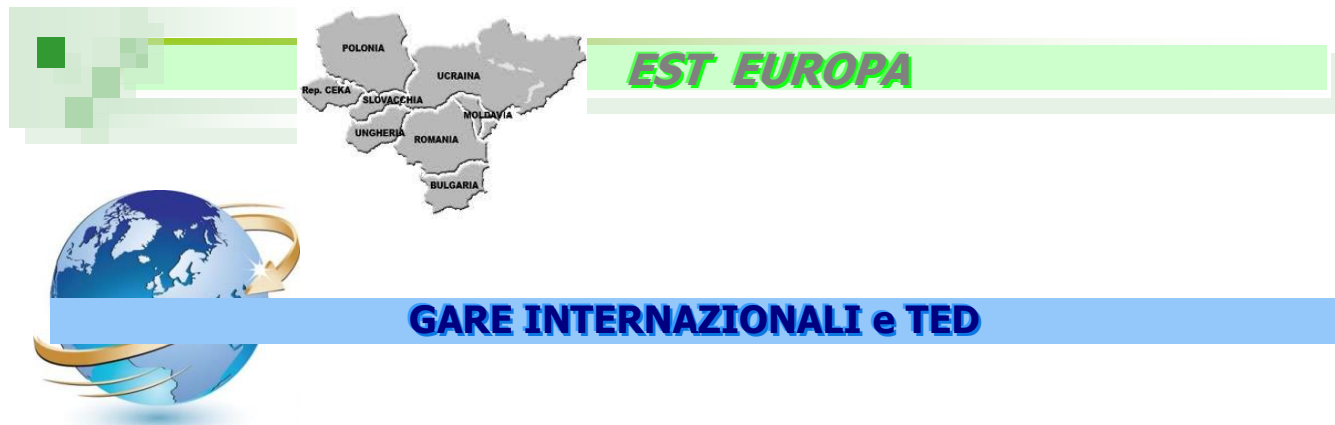 POLONIA
EST EUROPA
UCRAINA
Rep. CEKA
SLOVACCHIA
MOLDAVIA
UNGHERIA
ROMANIA
BULGARIA
GARE INTERNAZIONALI e TED